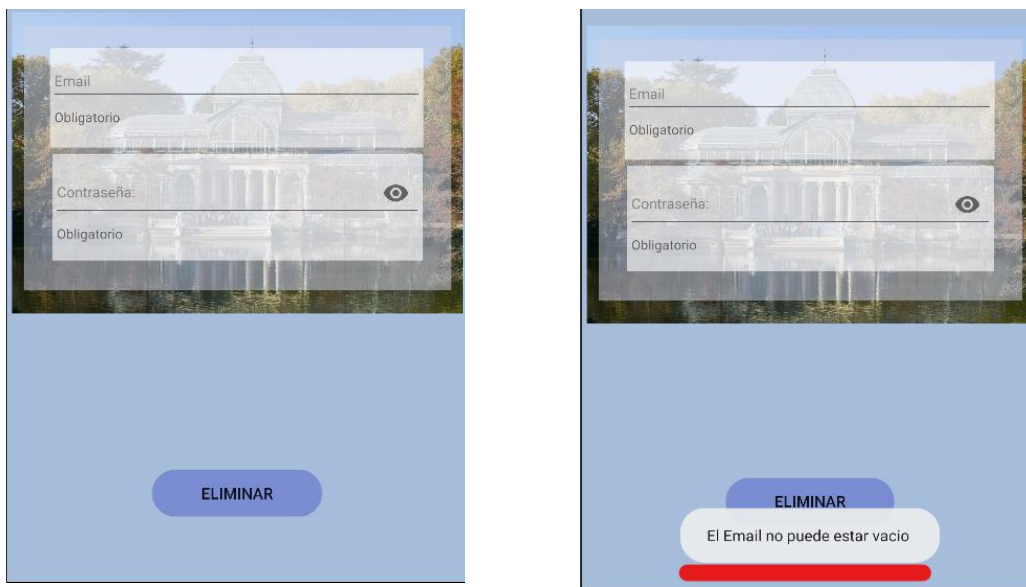 Email
Obligatorio
Contraseña:
Obligatorio
ELIMINAR
Email
Obligatorio
Contraseña:
Obligatorio
ELIMINAR
El Email no puede estar vacio